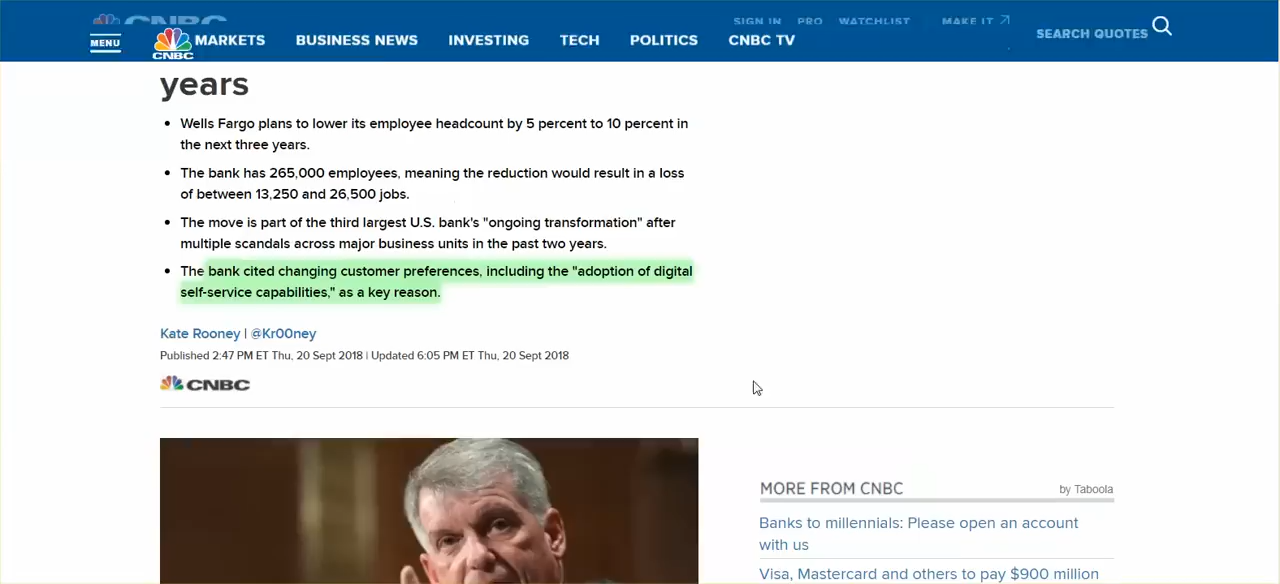 SIGN IN PRO WATCHLIST MAKE IT
MENU
CNBC
MARKETS BUSINESS NEWS INVESTING TECH POLITICS CNBC TV
SEARCH QUOTES
years
Wells Fargo plans to lower its employee headcount by 5 percent to 10 percent in
the next three years.
The bank has 265,000 employees, meaning the reduction would result in a loss
of between 13,250 and 26,500 jobs.
The move is part of the third largest U.S. bank's "ongoing transformation" after
multiple scandals across major business units in the past two years.
The bank cited changing customer preferences, including the "adoption of digital
self-service capabilities," as a key reason.
Kate Rooney | @Kr00ney
Published 2:47 PM ET Thu, 20 Sept 2018 | Updated 6:05 PM ET Thu, 20 Sept 2018
CNBC
MORE FROM CNBC
by Taboola
Banks to millennials: Please open an account
with us
Visa, Mastercard and others to pay $900 million